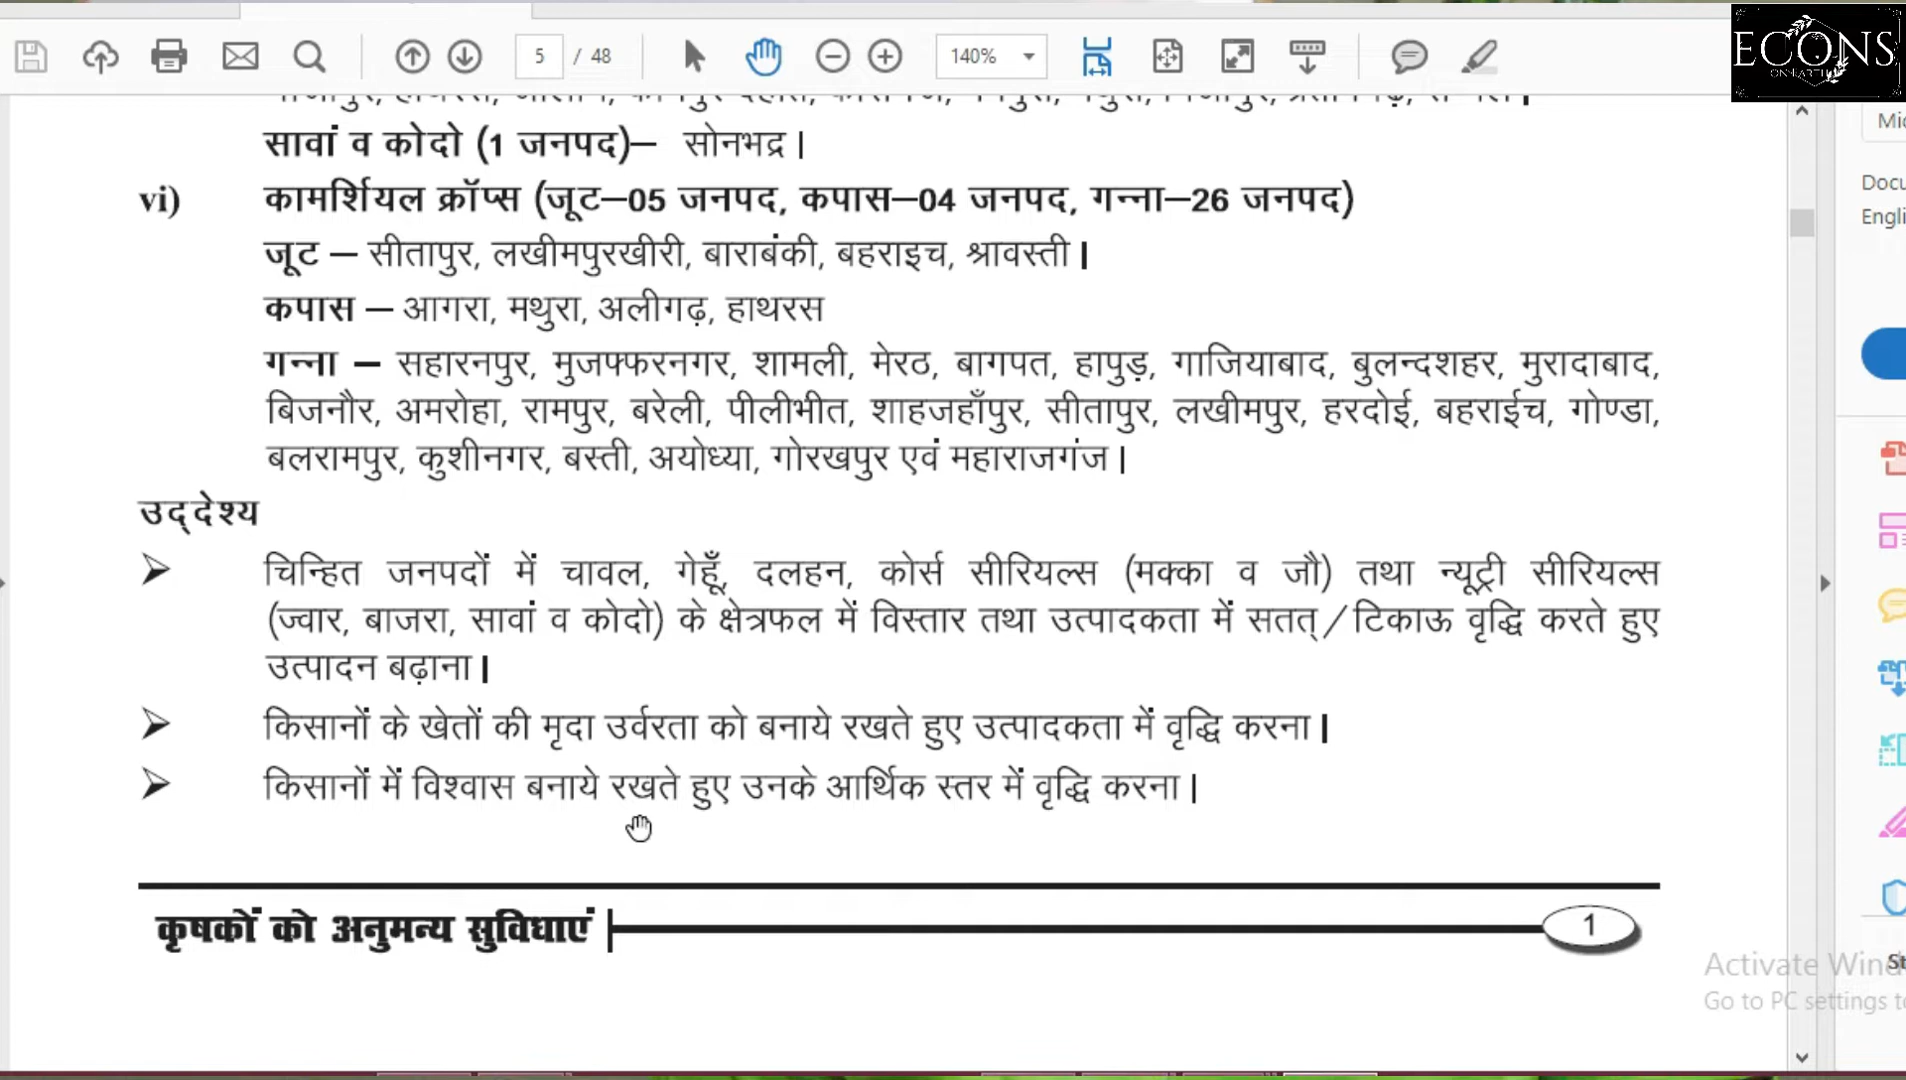 ECONS
5 / 48
140%
सावां व कोदो (1 जनपद)– सोनभद्र।
vi) कामर्शियल क्रॉप्स (जूट–05 जनपद, कपास–04 जनपद, गन्ना–26 जनपद)
जूट – सीतापुर, लखीमपुरखीरी, बाराबंकी, बहराइच, श्रावस्ती।
कपास – आगरा, मथुरा, अलीगढ़, हाथरस
गन्ना – सहारनपुर, मुजफ्फरनगर, शामली, मेरठ, बागपत, हापुड़, गाजियाबाद, बुलन्दशहर, मुरादाबाद,
बिजनौर, अमरोहा, रामपुर, बरेली, पीलीभीत, शाहजहाँपुर, सीतापुर, लखीमपुर, हरदोई, बहराईच, गोण्डा,
बलरामपुर, कुशीनगर, बस्ती, अयोध्या, गोरखपुर एवं महाराजगंज।
उद्देश्य
➢ चिन्हित जनपदों में चावल, गेहूँ, दलहन, कोर्स सीरियल्स (मक्का व जौ) तथा न्यूट्री सीरियल्स
(ज्वार, बाजरा, सावां व कोदो) के क्षेत्रफल में विस्तार तथा उत्पादकता में सतत्/टिकाऊ वृद्धि करते हुए
उत्पादन बढ़ाना।
➢ किसानों के खेतों की मृदा उर्वरता को बनाये रखते हुए उत्पादकता में वृद्धि करना।
➢ किसानों में विश्वास बनाये रखते हुए उनके आर्थिक स्तर में वृद्धि करना।
कृषकों को अनुमन्य सुविधाएं 1
Activate Wind
Go to PC settings to
Mic
Docu
Engli
St